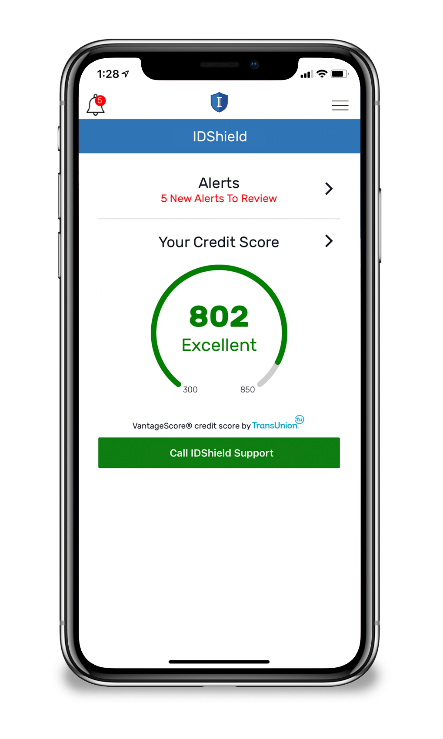 1:28
5
I
IDShield
Alerts
5 New Alerts To Review
Your Credit Score
802
Excellent
300 850
VantageScore® credit score by TransUnion
tu
Call IDShield Support